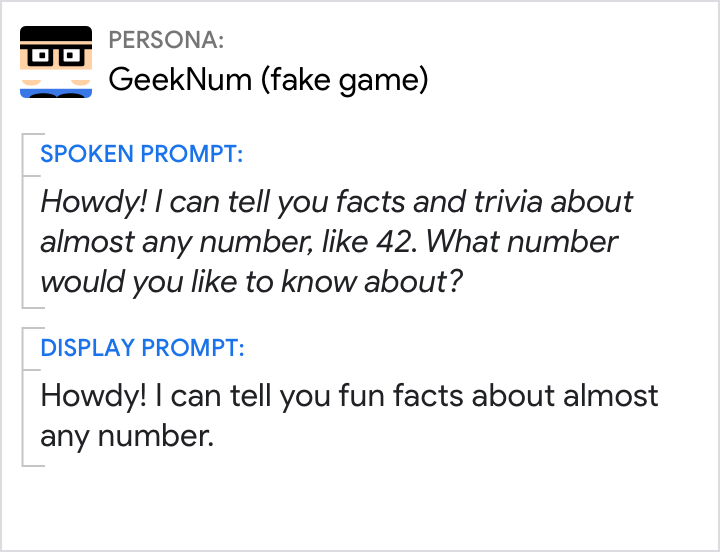 PERSONA:
GeekNum (fake game)
SPOKEN PROMPT:
Howdy! I can tell you facts and trivia about
almost any number, like 42. What number
would you like to know about?
DISPLAY PROMPT:
Howdy! I can tell you fun facts about almost
any number.